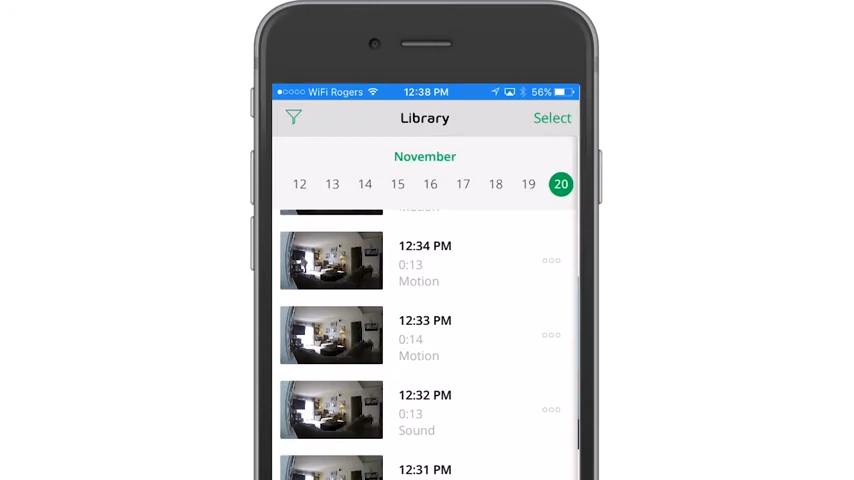 WiFi Rogers 12:38 PM 56%
Library Select
November
12 13 14 15 16 17 18 19 20
12:34 PM
0:13
Motion
12:33 PM
0:14
Motion
12:32 PM
0:13
Sound
12:31 PM